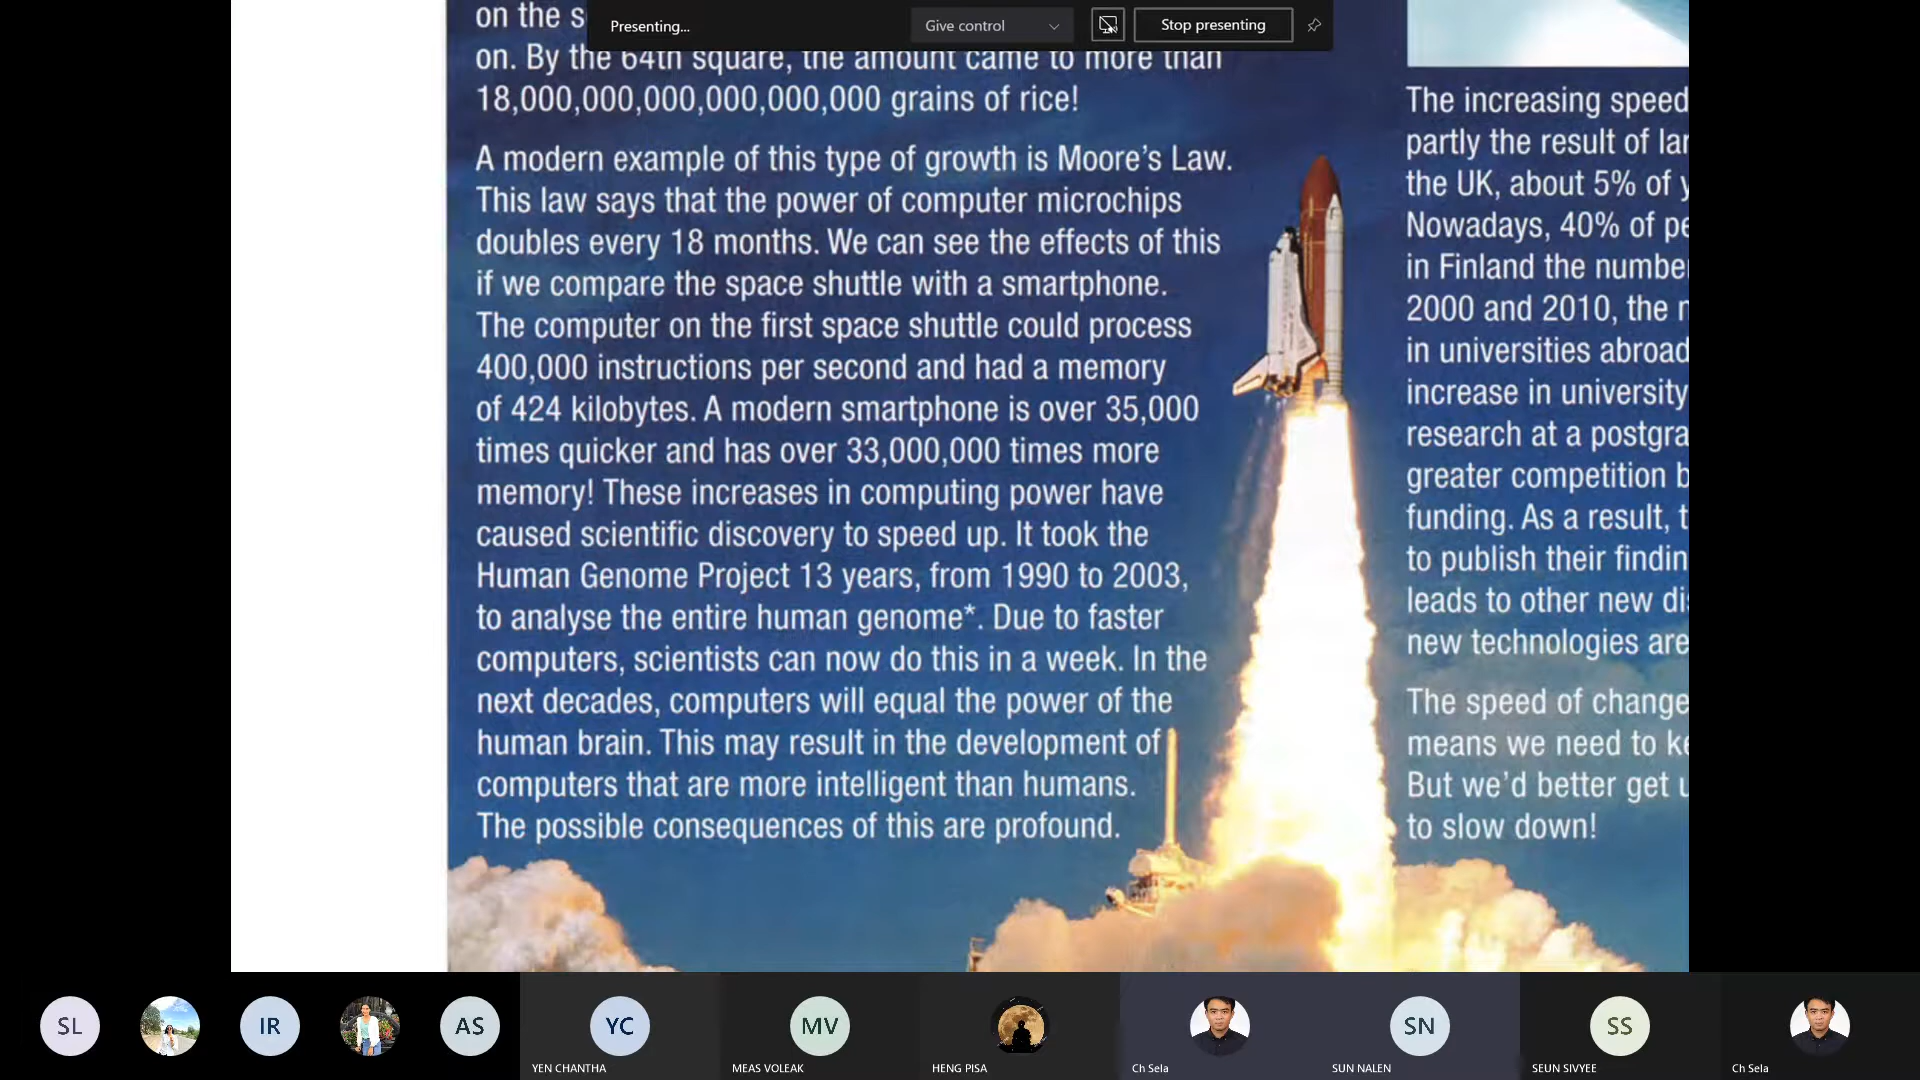 Presenting...
Give control
Stop presenting
on the s
on. By the 64th square, the amount came to more than
18,000,000,000,000,000,000 grains of rice!
A modern example of this type of growth is Moore's Law.
This law says that the power of computer microchips
doubles every 18 months. We can see the effects of this
if we compare the space shuttle with a smartphone.
The computer on the first space shuttle could process
400,000 instructions per second and had a memory
of 424 kilobytes. A modern smartphone is over 35,000
times quicker and has over 33,000,000 times more
memory! These increases in computing power have
caused scientific discovery to speed up. It took the
Human Genome Project 13 years, from 1990 to 2003,
to analyse the entire human genome*. Due to faster
computers, scientists can now do this in a week. In the
next decades, computers will equal the power of the
human brain. This may result in the development of
computers that are more intelligent than humans.
The possible consequences of this are profound.
The increasing speed
partly the result of lar
the UK, about 5% of y
Nowadays, 40% of pe
in Finland the number
2000 and 2010, the n
in universities abroad
increase in university
research at a postgra
greater competition b
funding. As a result, t
to publish their findin
leads to other new dis
new technologies are
The speed of change
means we need to ke
But we'd better get u
to slow down!
SL
IR
AS
YC
MV
SN
SS
YEN CHANTHA
MEAS VOLEAK
HENG PISA
Ch Sela
SUN NALEN
SEUN SIVYEE
Ch Sela